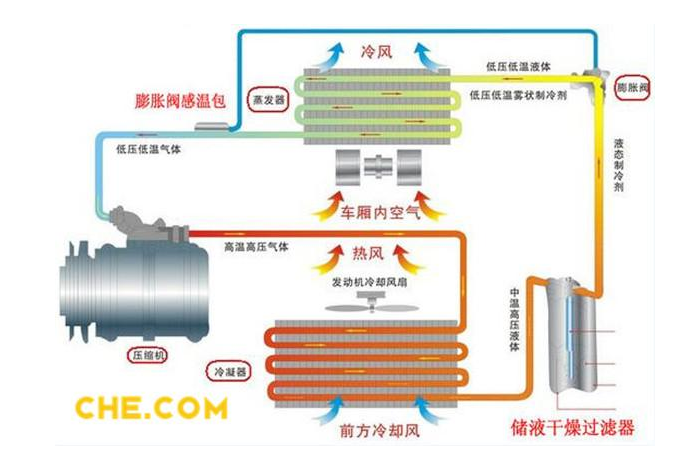 冷风
低压低温液体
膨胀阀
蒸发器
膨胀阀感温包
低压低温雾状制冷剂
低压低温气体
液态制冷剂
车厢内空气
高温高压气体
热风
发动机冷却风扇
中温高压液体
压缩机
冷凝器
CHE.COM
前方冷却风
储液干燥过滤器